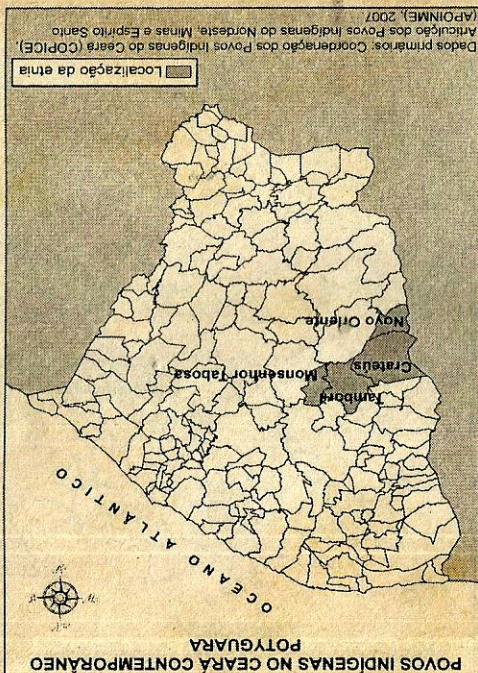 POVOS INDÍGENAS NO CEARÁ CONTEMPORÂNEO
POTYGUARA
OCEANO ATLÂNTICO
Tamboril
Monsenhor Tabosa
Crateús
Novo Oriente
Localização da etnia
Dados primários: Coordenação dos Povos Indígenas do Ceará (COPICE),
Articuição dos Povos Indígenas do Nordeste, Minas e Espírito Santo
(APOINME), 2007